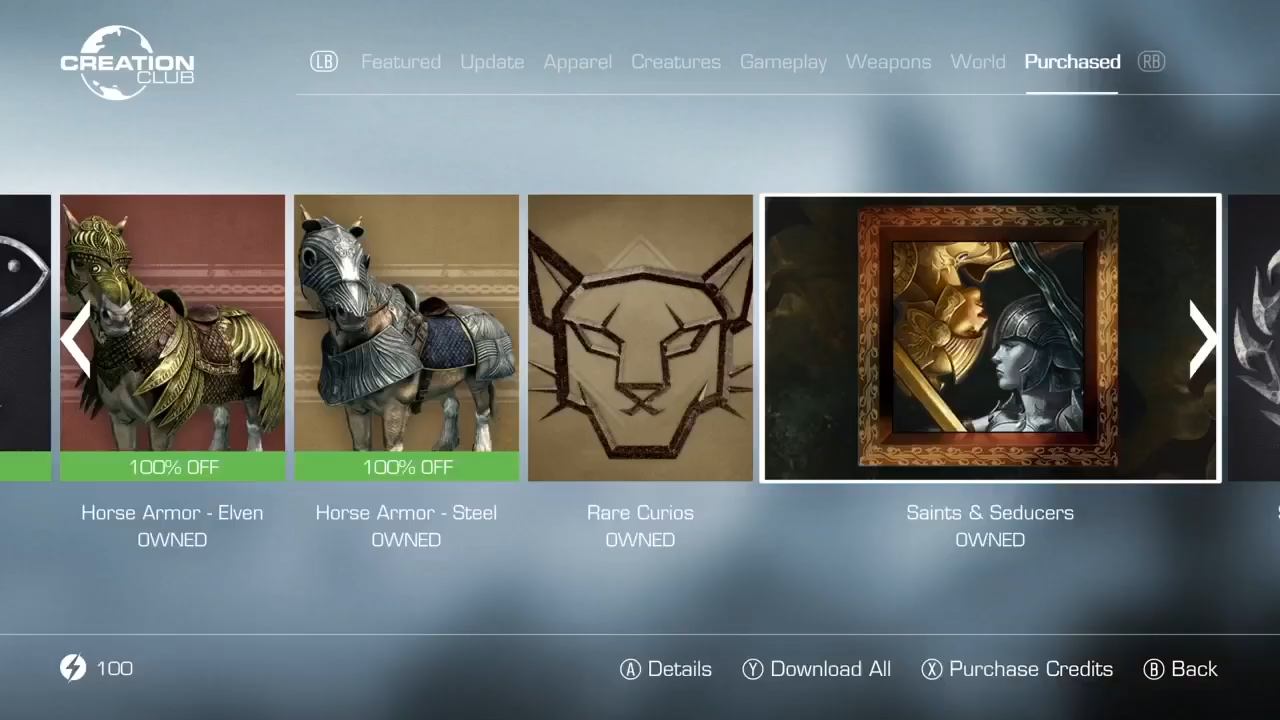 CREATION
CLUB
LB Featured Update Apparel Creatures Gameplay Weapons World Purchased RB
100% OFF
100% OFF
Horse Armor - Elven
OWNED
Horse Armor - Steel
OWNED
Rare Curios
OWNED
Saints & Seducers
OWNED
100
A Details Y Download All X Purchase Credits B Back